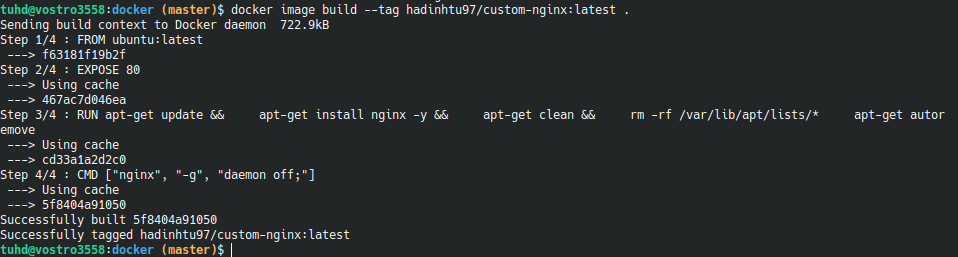 tuhd@vostro3558:docker (master)$ docker image build --tag hadinhtu97/custom-nginx:latest .
Sending build context to Docker daemon  722.9kB
Step 1/4 : FROM ubuntu:latest
 ---> f63181f19b2f
Step 2/4 : EXPOSE 80
 ---> Using cache
 ---> 467ac7d046ea
Step 3/4 : RUN apt-get update &&     apt-get install nginx -y &&     apt-get clean &&     rm -rf /var/lib/apt/lists/*     apt-get autor
emove
 ---> Using cache
 ---> cd33a1a2d2c0
Step 4/4 : CMD ["nginx", "-g", "daemon off;"]
 ---> Using cache
 ---> 5f8404a91050
Successfully built 5f8404a91050
Successfully tagged hadinhtu97/custom-nginx:latest
tuhd@vostro3558:docker (master)$